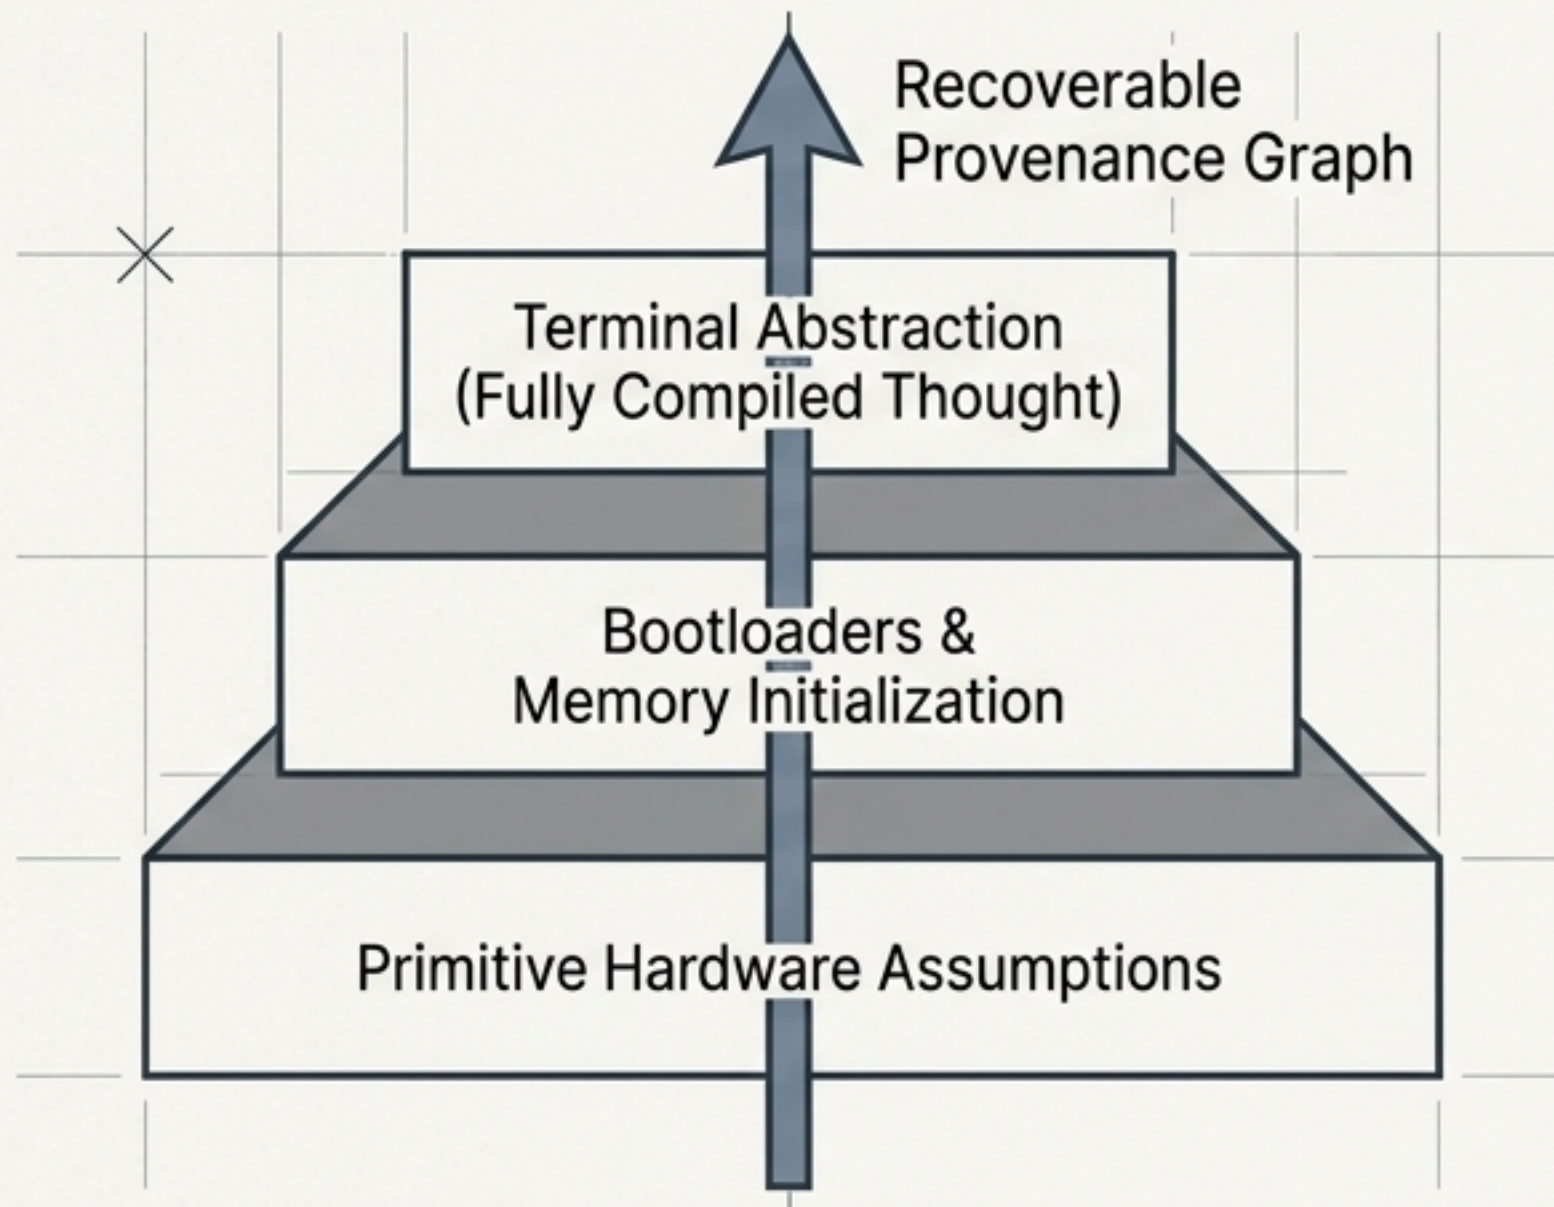 Recoverable
Provenance Graph
Terminal Abstraction
(Fully Compiled Thought)
Bootloaders &
Memory Initialization
Primitive Hardware Assumptions